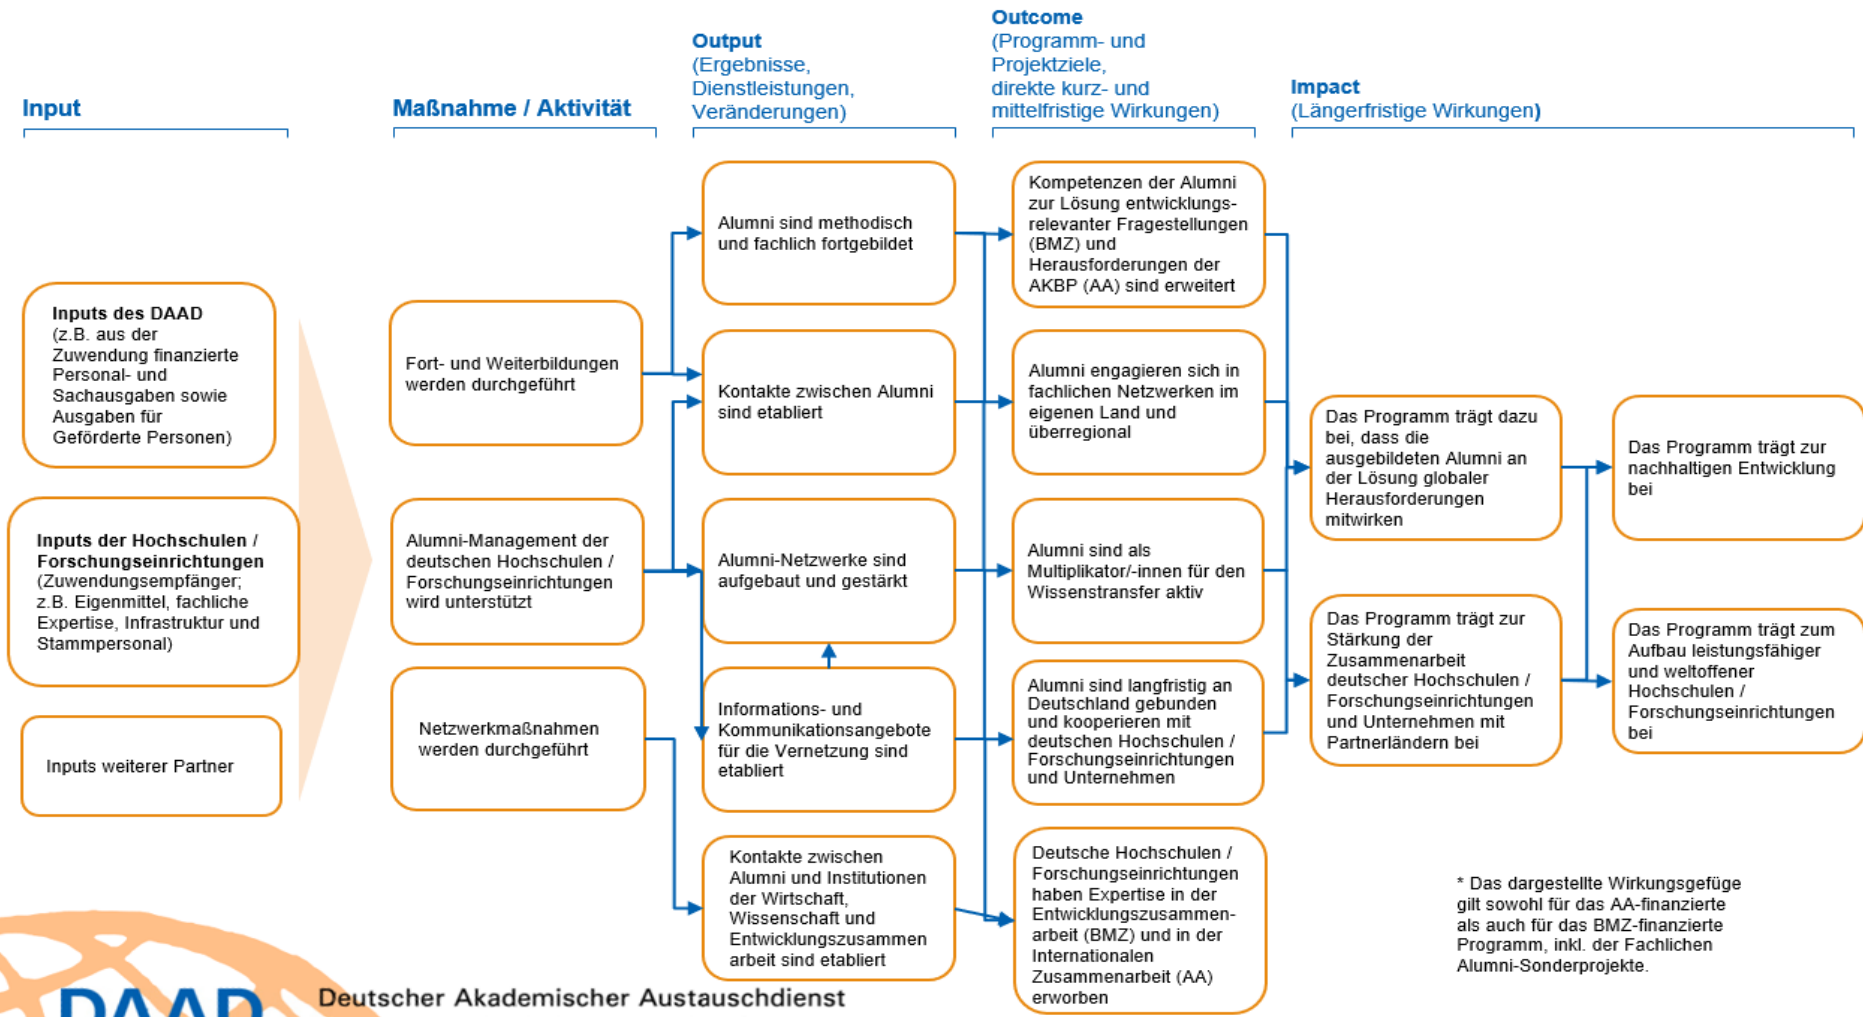 Input
Maßnahme / Aktivität
Output
(Ergebnisse,
Dienstleistungen,
Veränderungen)
Outcome
(Programm- und
Projektziele,
direkte kurz- und
mittelfristige Wirkungen)
Impact
(Längerfristige Wirkungen)
Inputs des DAAD
(z.B. aus der
Zuwendung finanzierte
Personal- und
Sachausgaben sowie
Ausgaben für
Geförderte Personen)
Inputs der Hochschulen /
Forschungseinrichtungen
(Zuwendungsempfänger;
z.B. Eigenmittel, fachliche
Expertise, Infrastruktur und
Stammpersonal)
Inputs weiterer Partner
Fort- und Weiterbildungen
werden durchgeführt
Alumni-Management der
deutschen Hochschulen /
Forschungseinrichtungen
wird unterstützt
Netzwerkmaßnahmen
werden durchgeführt
Alumni sind methodisch
und fachlich fortgebildet
Kontakte zwischen Alumni
sind etabliert
Alumni-Netzwerke sind
aufgebaut und gestärkt
Informations- und
Kommunikationsangebote
für die Vernetzung sind
etabliert
Kontakte zwischen
Alumni und Institutionen
der Wirtschaft,
Wissenschaft und
Entwicklungszusammen
arbeit sind etabliert
Kompetenzen der Alumni
zur Lösung entwicklungs-
relevanter Fragestellungen
(BMZ) und
Herausforderungen der
AKBP (AA) sind erweitert
Alumni engagieren sich in
fachlichen Netzwerken im
eigenen Land und
überregional
Alumni sind als
Multiplikator/-innen für den
Wissenstransfer aktiv
Alumni sind langfristig an
Deutschland gebunden
und kooperieren mit
deutschen Hochschulen /
Forschungseinrichtungen
und Unternehmen
Deutsche Hochschulen /
Forschungseinrichtungen
haben Expertise in der
Entwicklungszusammen-
arbeit (BMZ) und in der
Internationalen
Zusammenarbeit (AA)
erworben
Das Programm trägt dazu
bei, dass die
ausgebildeten Alumni an
der Lösung globaler
Herausforderungen
mitwirken
Das Programm trägt zur
Stärkung der
Zusammenarbeit
deutscher Hochschulen /
Forschungseinrichtungen
und Unternehmen mit
Partnerländern bei
Das Programm trägt zur
nachhaltigen Entwicklung
bei
Das Programm trägt zum
Aufbau leistungsfähiger
und weltoffener
Hochschulen /
Forschungseinrichtungen
bei
* Das dargestellte Wirkungsgefüge
gilt sowohl für das AA-finanzierte
als auch für das BMZ-finanzierte
Programm, inkl. der Fachlichen
Alumni-Sonderprojekte.
DAAD
Deutscher Akademischer Austauschdienst